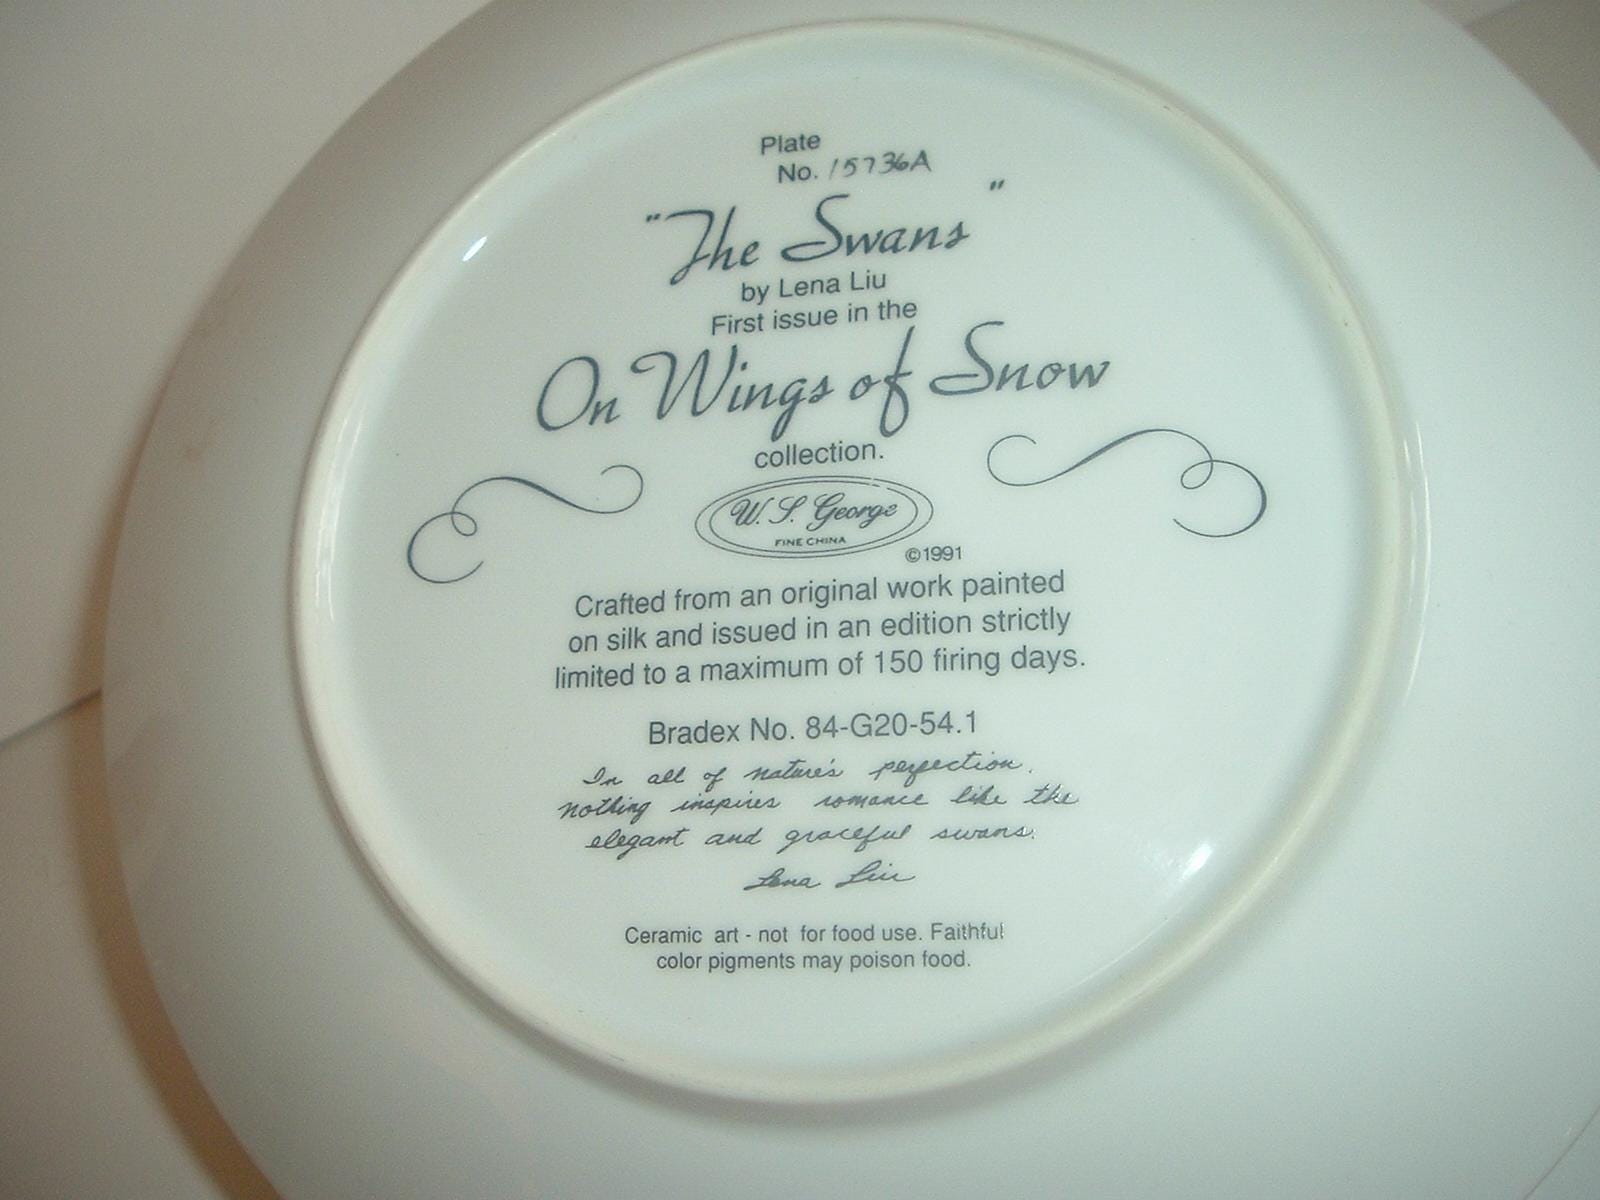 Plate
No. 15736A
"The Swans"
by Lena Liu
First issue in the
On Wings of Snow
collection.
W. S. George
FINE CHINA
©1991
Crafted from an original work painted
on silk and issued in an edition strictly
limited to a maximum of 150 firing days.
Bradex No. 84-G20-54.1
In all of nature's perfection,
nothing inspires romance like the
elegant and graceful swans.
Lena Liu
Ceramic art - not for food use. Faithful
color pigments may poison food.